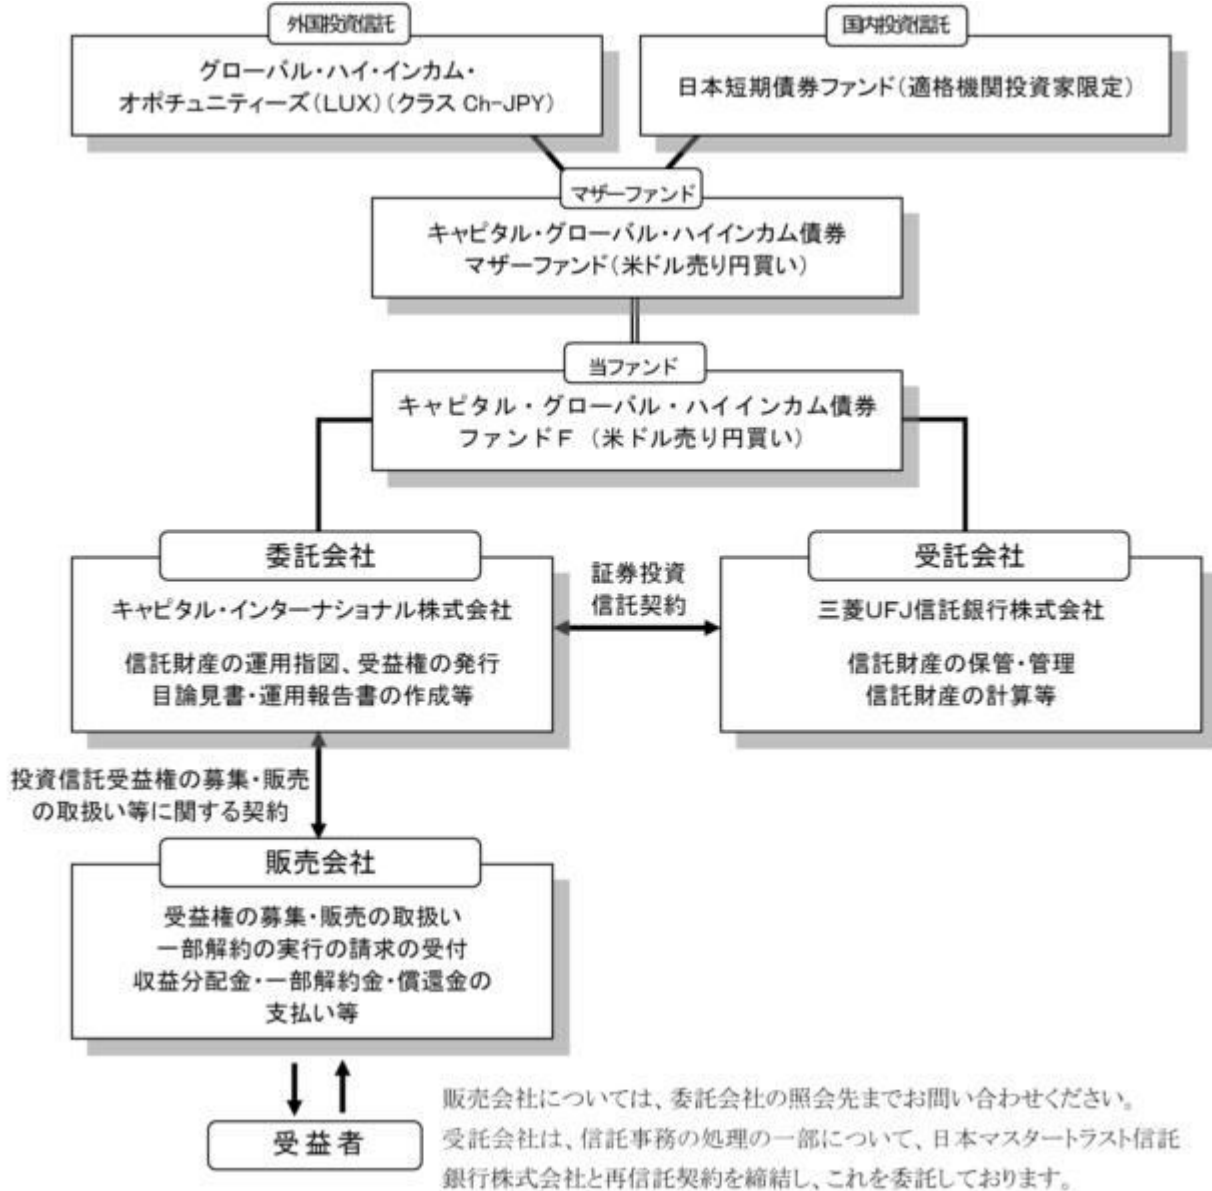 外国投資信託
グローバル・ハイ・インカム・
オポチュニティーズ(LUX)(クラス Ch-JPY)
国内投資信託
日本短期債券ファンド(適格機関投資家限定)
マザーファンド
キャピタル・グローバル・ハイインカム債券
マザーファンド(米ドル売り円買い)
当ファンド
キャピタル・グローバル・ハイインカム債券
ファンドF (米ドル売り円買い)
委託会社
キャピタル・インターナショナル株式会社
信託財産の運用指図、受益権の発行
目論見書・運用報告書の作成等
証券投資
信託契約
受託会社
三菱UFJ信託銀行株式会社
信託財産の保管・管理
信託財産の計算等
投資信託受益権の募集・販売
の取扱い等に関する契約
販売会社
受益権の募集・販売の取扱い
一部解約の実行の請求の受付
収益分配金・一部解約金・償還金の
支払い等
受益者
販売会社については、委託会社の照会先までお問い合わせください。
受託会社は、信託事務の処理の一部について、日本マスタートラスト信託
銀行株式会社と再信託契約を締結し、これを委託しております。